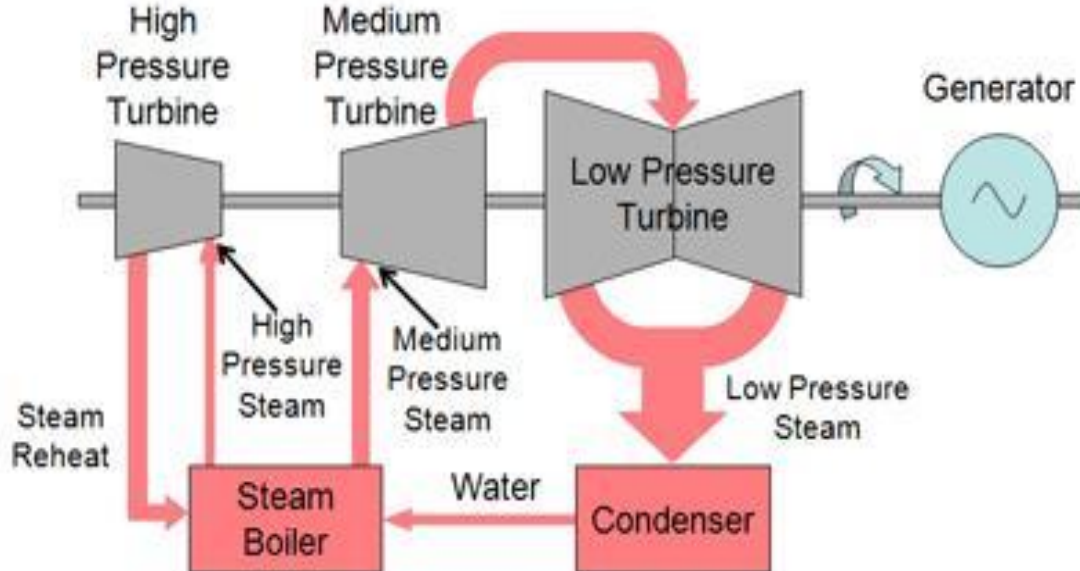 High
Pressure
Turbine
Medium
Pressure
Turbine
Generator
Low Pressure
Turbine
High
Pressure
Steam
Medium
Pressure
Steam
Low Pressure
Steam
Steam
Reheat
Steam
Boiler
Water
Condenser